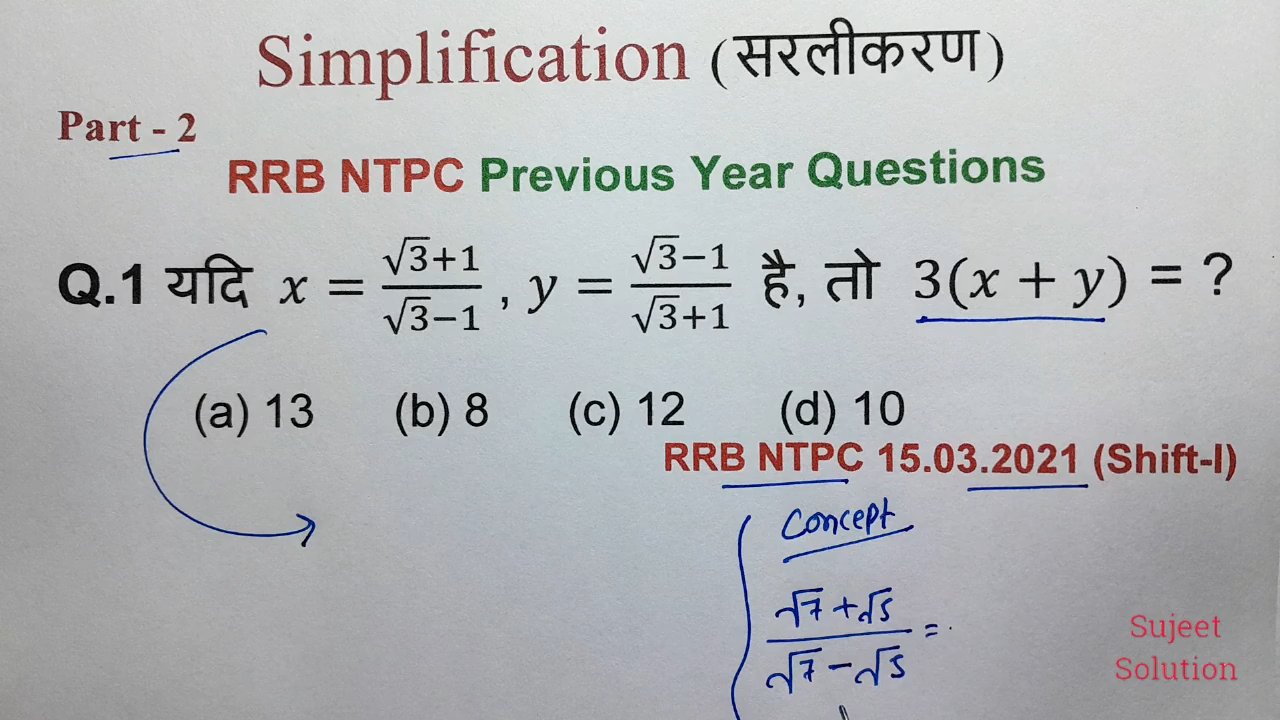 Simplification (सरलीकरण)
Part - 2
RRB NTPC Previous Year Questions
Q.1 यदि x = (√3+1)/(√3−1) , y = (√3−1)/(√3+1) है, तो 3(x + y) = ?
(a) 13 (b) 8 (c) 12 (d) 10
RRB NTPC 15.03.2021 (Shift-I)
Concept
(√7+√5)/(√7−√5) =
Sujeet
Solution